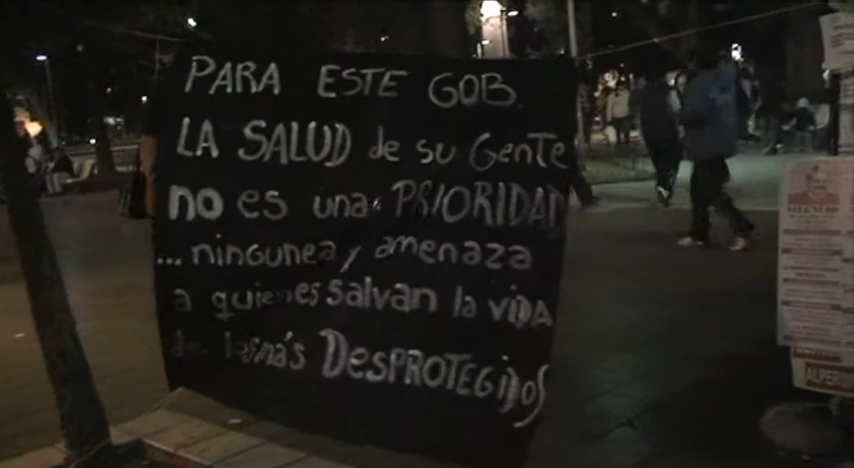 PARA ESTE GOB.
LA SALUD de su GenTe
no es una PRIORIDAD
... ningunea y amenaza
a quienes salvan la vida
de los más DesPROTEGIDOS
SILENCIO